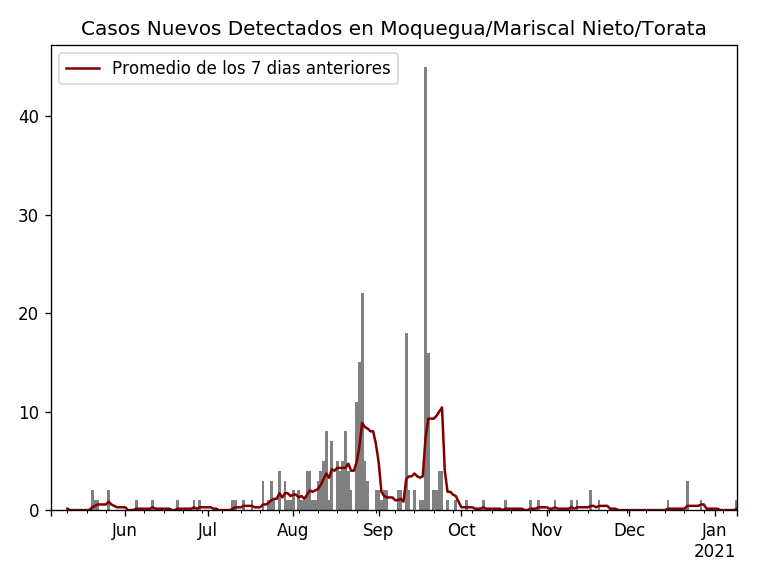 Casos Nuevos Detectados en Moquegua/Mariscal Nieto/Torata
Promedio de los 7 dias anteriores
40
30
20
10
0
Jun Jul Aug Sep Oct Nov Dec Jan
2021